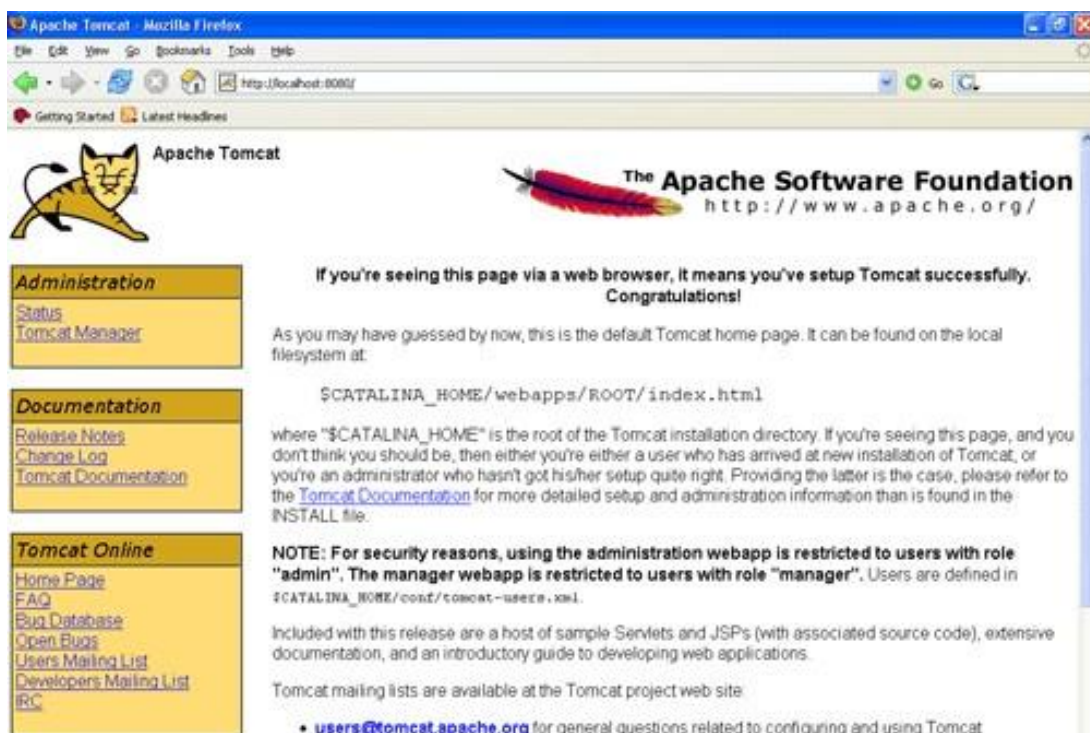 Apache Tomcat - Mozilla Firefox
File Edit View Go Bookmarks Tools Help
http://localhost:8080/
Go
Getting Started Latest Headlines
Apache Tomcat
The Apache Software Foundation
http://www.apache.org/
Administration
Status
Tomcat Manager
Documentation
Release Notes
Change Log
Tomcat Documentation
Tomcat Online
Home Page
FAQ
Bug Database
Open Bugs
Users Mailing List
Developers Mailing List
IRC
If you're seeing this page via a web browser, it means you've setup Tomcat successfully.
Congratulations!
As you may have guessed by now, this is the default Tomcat home page. It can be found on the local
filesystem at:
$CATALINA_HOME/webapps/ROOT/index.html
where "$CATALINA_HOME" is the root of the Tomcat installation directory. If you're seeing this page, and you
don't think you should be, then either you're either a user who has arrived at new installation of Tomcat, or
you're an administrator who hasn't got his/her setup quite right. Providing the latter is the case, please refer to
the Tomcat Documentation for more detailed setup and administration information than is found in the
INSTALL file.
NOTE: For security reasons, using the administration webapp is restricted to users with role
"admin". The manager webapp is restricted to users with role "manager". Users are defined in
$CATALINA_HOME/conf/tomcat-users.xml.
Included with this release are a host of sample Servlets and JSPs (with associated source code), extensive
documentation, and an introductory guide to developing web applications.
Tomcat mailing lists are available at the Tomcat project web site:
• users@tomcat.apache.org for general questions related to configuring and using Tomcat